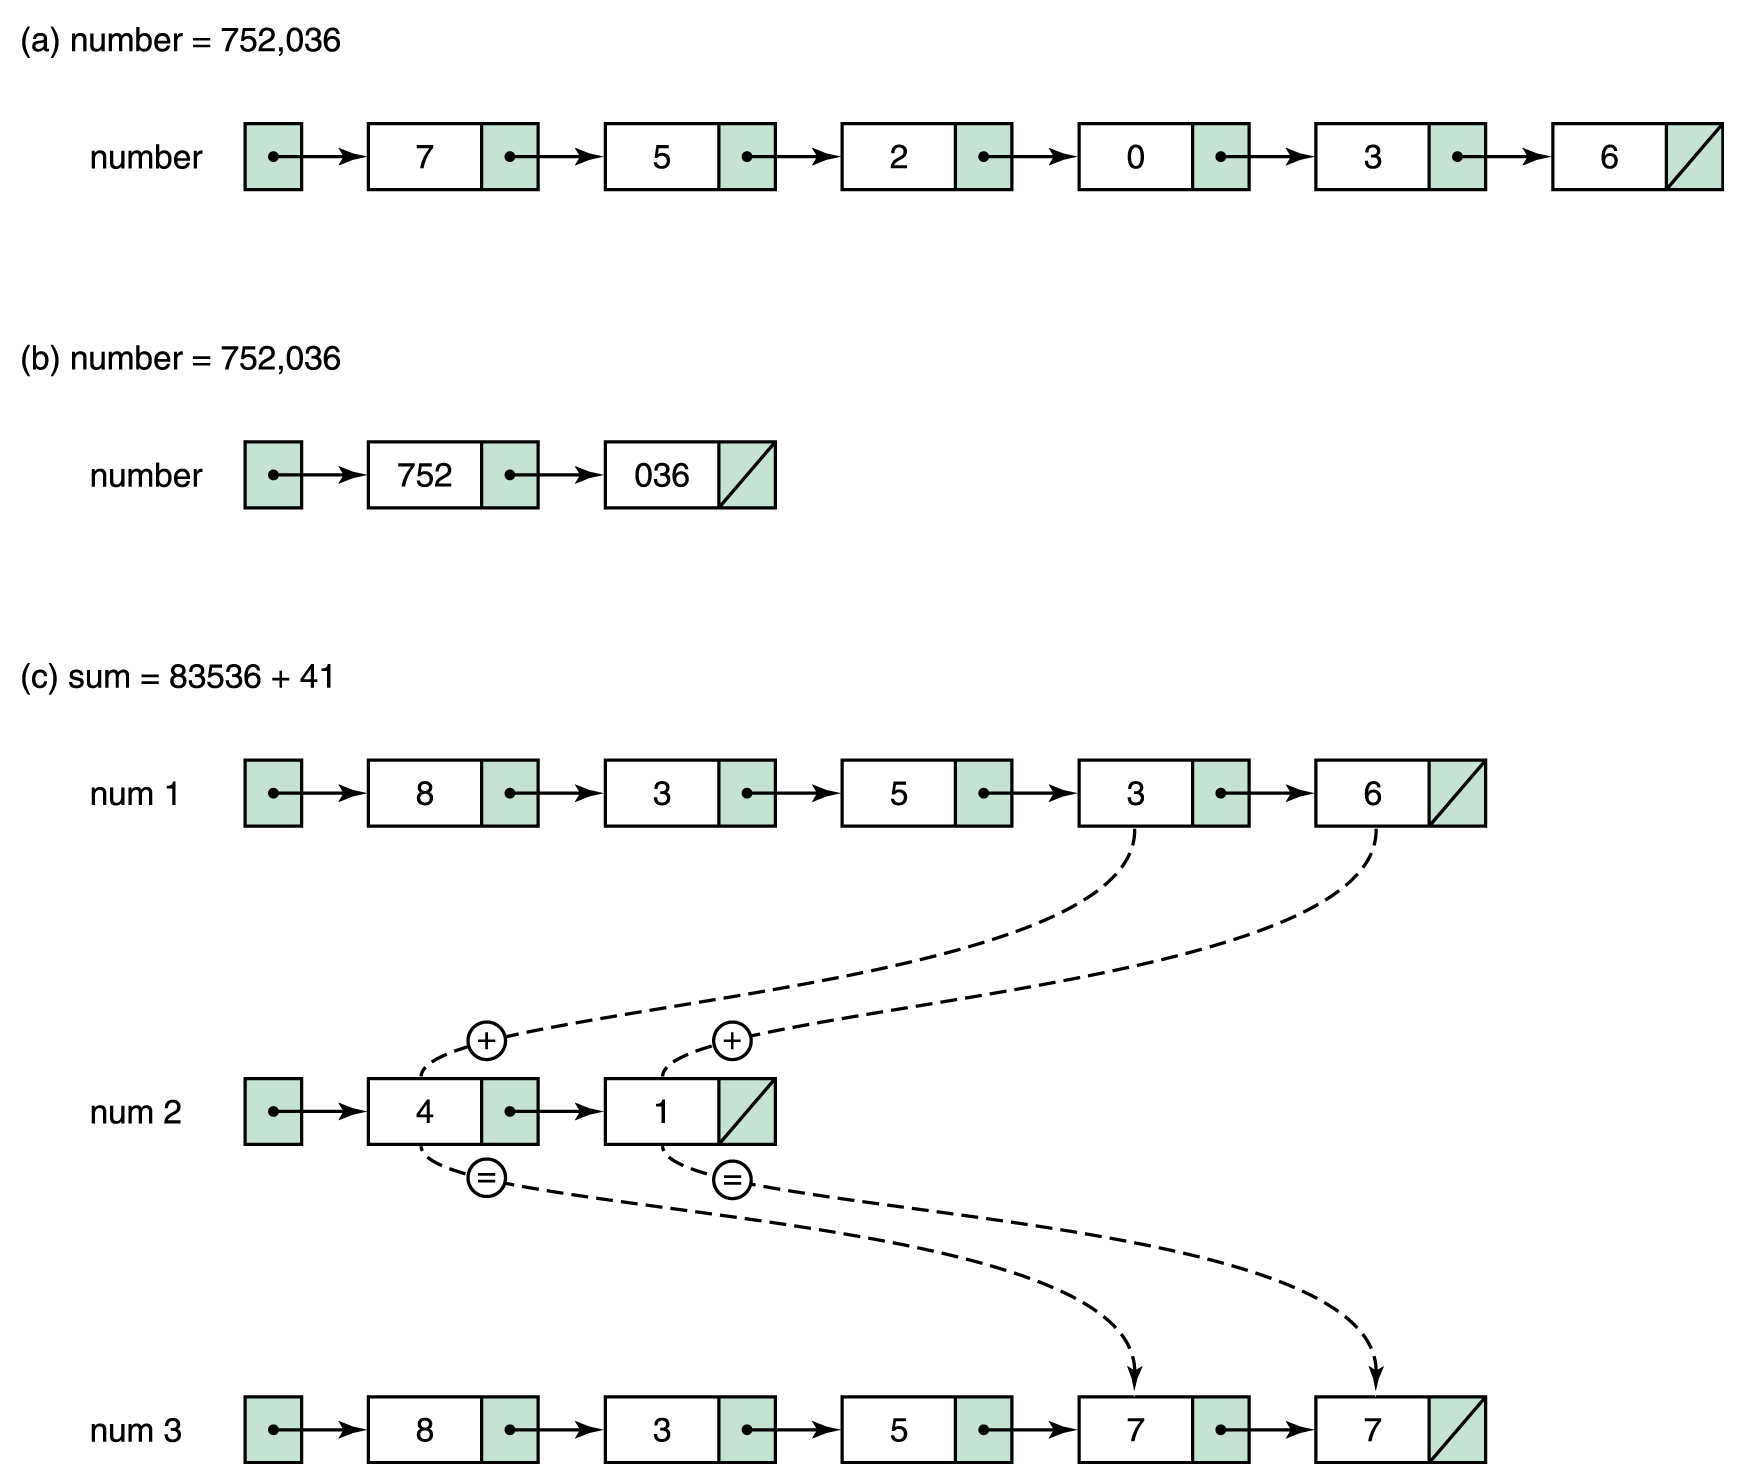 (a) number = 752,036
number 7 5 2 0 3 6
(b) number = 752,036
number 752 036
(c) sum = 83536 + 41
num 1 8 3 5 3 6
+ +
num 2 4 1
= =
num 3 8 3 5 7 7